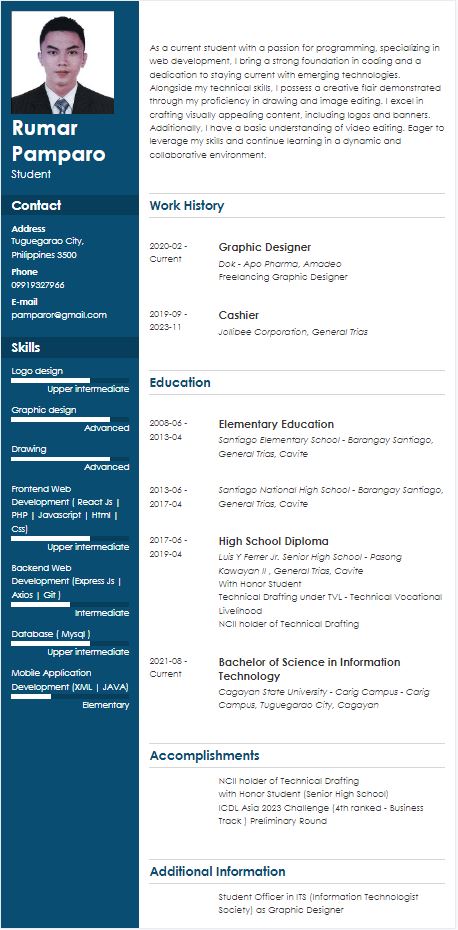 Rumar
Pamparo
Student
Contact
Address
Tuguegarao City,
Philippines 3500
Phone
09919327966
E-mail
pamparor@gmail.com
Skills
Logo design
Upper intermediate
Graphic design
Advanced
Drawing
Advanced
Frontend Web
Development ( React Js |
PHP | Javascript | Html |
Css)
Upper intermediate
Backend Web
Development (Express Js |
Axios | Git )
Intermediate
Database ( Mysql )
Upper intermediate
Mobile Application
Development (XML | JAVA)
Elementary
As a current student with a passion for programming, specializing in
web development, I bring a strong foundation in coding and a
dedication to staying current with emerging technologies.
Alongside my technical skills, I possess a creative flair demonstrated
through my proficiency in drawing and image editing. I excel in
crafting visually appealing content, including logos and banners.
Additionally, I have a basic understanding of video editing. Eager to
leverage my skills and continue learning in a dynamic and
collaborative environment.
Work History
2020-02 -
Current
Graphic Designer
Dok - Apo Pharma, Amadeo
Freelancing Graphic Designer
2019-09 -
2023-11
Cashier
Jollibee Corporation, General Trias
Education
2008-06 -
2013-04
Elementary Education
Santiago Elementary School - Barangay Santiago,
General Trias, Cavite
2013-06 -
2017-04
Santiago National High School - Barangay Santiago,
General Trias, Cavite
2017-06 -
2019-04
High School Diploma
Luis Y Ferrer Jr. Senior High School - Pasong
Kawayan II , General Trias, Cavite
With Honor Student
Technical Drafting under TVL - Technical Vocational
Livelihood
NCII holder of Technical Drafting
2021-08 -
Current
Bachelor of Science in Information
Technology
Cagayan State University - Carig Campus - Carig
Campus, Tuguegarao City, Cagayan
Accomplishments
NCII holder of Technical Drafting
with Honor Student (Senior High School)
ICDL Asia 2023 Challenge (4th ranked - Business
Track ) Preliminary Round
Additional Information
Student Officer in ITS (Information Technologist
Society) as Graphic Designer